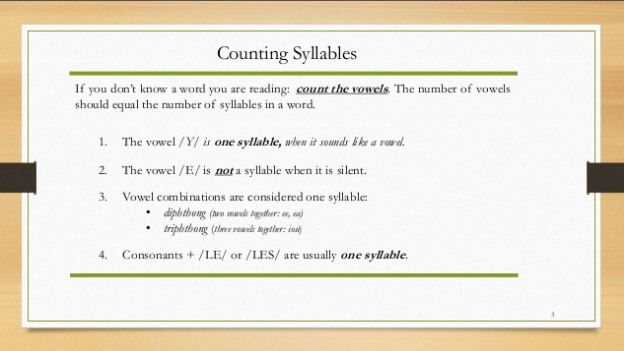 Counting Syllables
If you don't know a word you are reading: count the vowels. The number of vowels
should equal the number of syllables in a word.
1. The vowel /Y/ is one syllable, when it sounds like a vowel.
2. The vowel /E/ is not a syllable when it is silent.
3. Vowel combinations are considered one syllable:
• diphthong (two vowels together: ee, ea)
• triphthong (three vowels together: iou)
4. Consonants + /LE/ or /LES/ are usually one syllable.
3